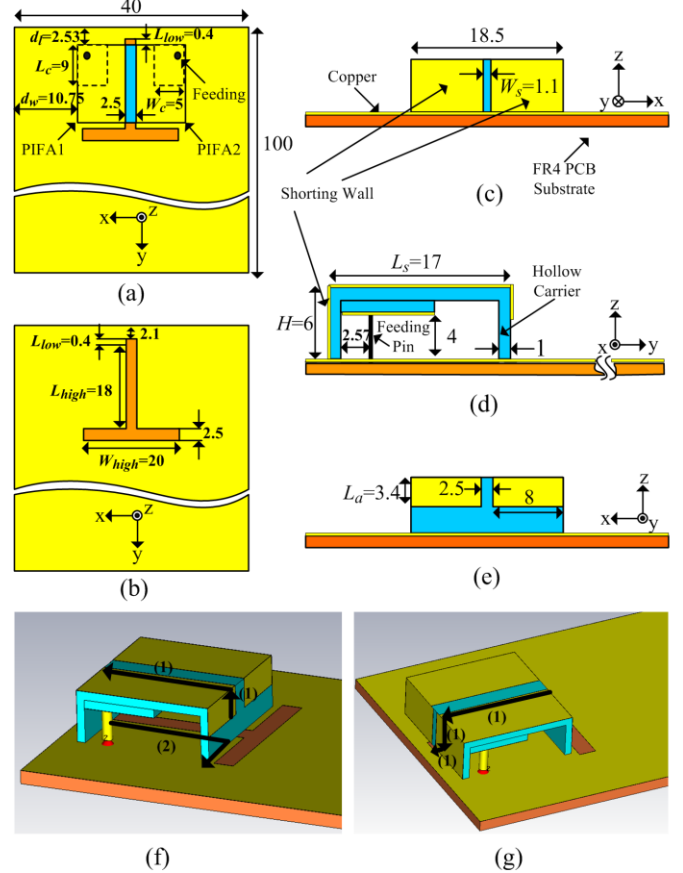 40
d_f=2.53
L_low=0.4
L_c=9
Feeding
W_c=5
2.5
d_w=10.75
PIFA1
PIFA2
100
x
z
y
(a)
18.5
Copper
W_s=1.1
z
y
x
FR4 PCB
Substrate
(c)
Shorting Wall
L_s=17
Hollow
Carrier
H=6
2.57
Feeding
Pin
4
1
z
x
y
(d)
2.1
L_low=0.4
L_high=18
2.5
W_high=20
x
z
y
(b)
L_a=3.4
2.5
8
z
x
y
(e)
(1)
(1)
(2)
(f)
(1)
(1)
(1)
(g)